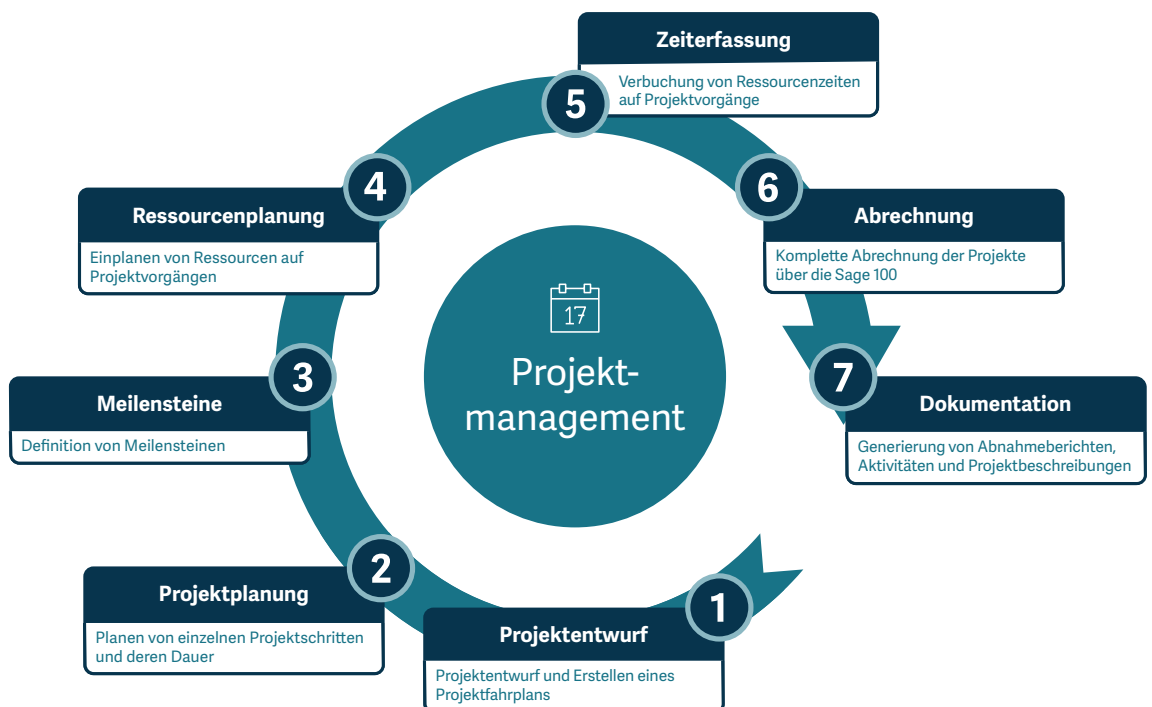 5
Zeiterfassung
Verbuchung von Ressourcenzeiten
auf Projektvorgänge
4
Ressourcenplanung
Einplanen von Ressourcen auf
Projektvorgängen
6
Abrechnung
Komplette Abrechnung der Projekte
über die Sage 100
17
Projekt-
management
3
Meilensteine
Definition von Meilensteinen
7
Dokumentation
Generierung von Abnahmeberichten,
Aktivitäten und Projektbeschreibungen
2
Projektplanung
Planen von einzelnen Projektschritten
und deren Dauer
1
Projektentwurf
Projektentwurf und Erstellen eines
Projektfahrplans